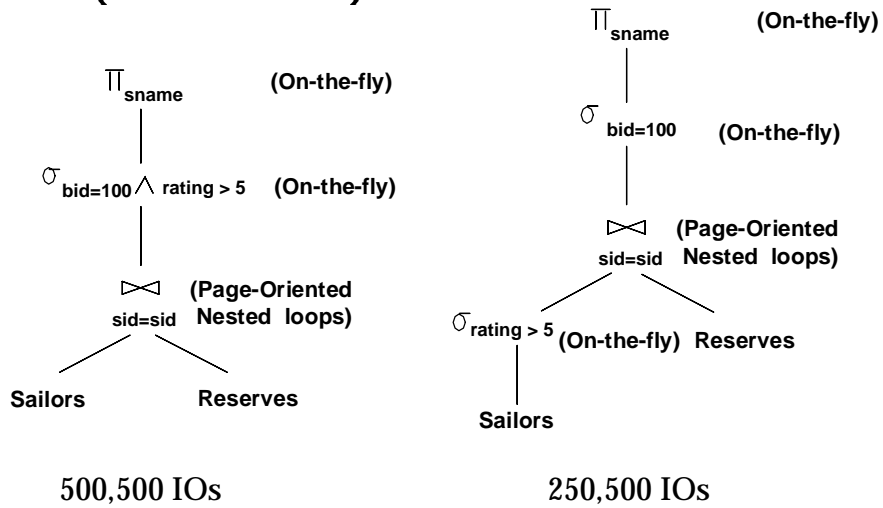 π sname (On-the-fly)
σ bid=100 ∧ rating > 5 (On-the-fly)
⋈ (Page-Oriented
sid=sid Nested loops)
Sailors Reserves
500,500 IOs
π sname (On-the-fly)
σ bid=100 (On-the-fly)
⋈ (Page-Oriented
sid=sid Nested loops)
σ rating > 5 (On-the-fly) Reserves
Sailors
250,500 IOs